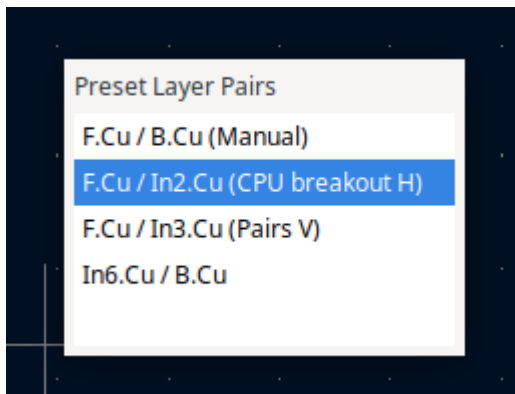 Preset Layer Pairs
F.Cu / B.Cu (Manual)
F.Cu / In2.Cu (CPU breakout H)
F.Cu / In3.Cu (Pairs V)
In6.Cu / B.Cu